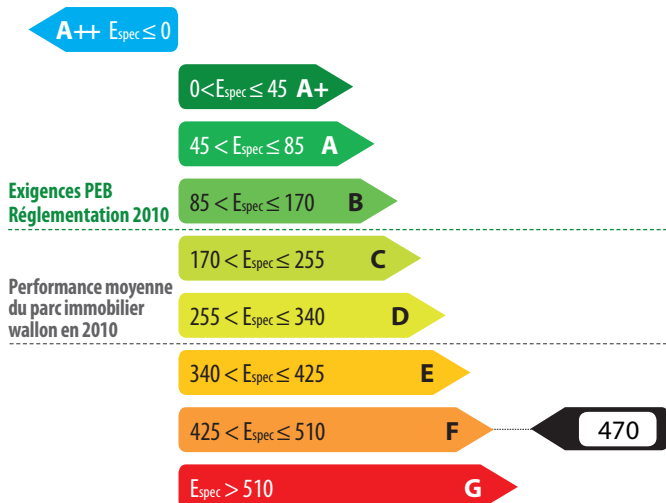 A++ Espec ≤ 0
0 < Espec ≤ 45 A+
45 < Espec ≤ 85 A
Exigences PEB
Réglementation 2010
85 < Espec ≤ 170 B
170 < Espec ≤ 255 C
Performance moyenne
du parc immobilier
wallon en 2010
255 < Espec ≤ 340 D
340 < Espec ≤ 425 E
425 < Espec ≤ 510 F
470
Espec > 510 G